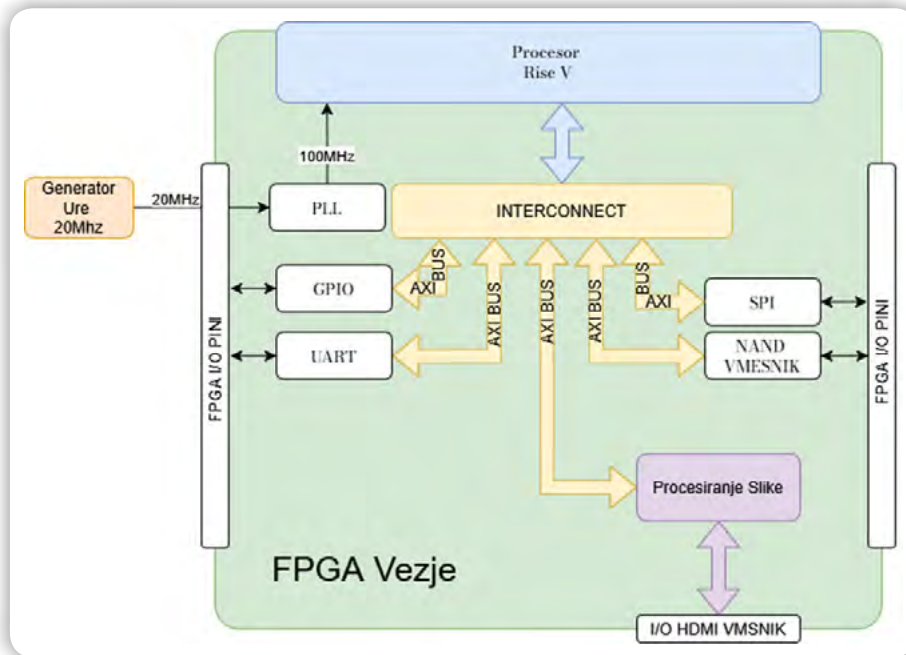 Procesor
Rise V
100MHz
Generator
Ure
20Mhz
20MHz
PLL
INTERCONNECT
GPIO
AXI
BUS
UART
AXI BUS
AXI BUS
AXI BUS
BUS
AXI
SPI
NAND
VMESNIK
FPGA I/O PINI
FPGA I/O PINI
Procesiranje Slike
FPGA Vezje
I/O HDMI VMSNIK